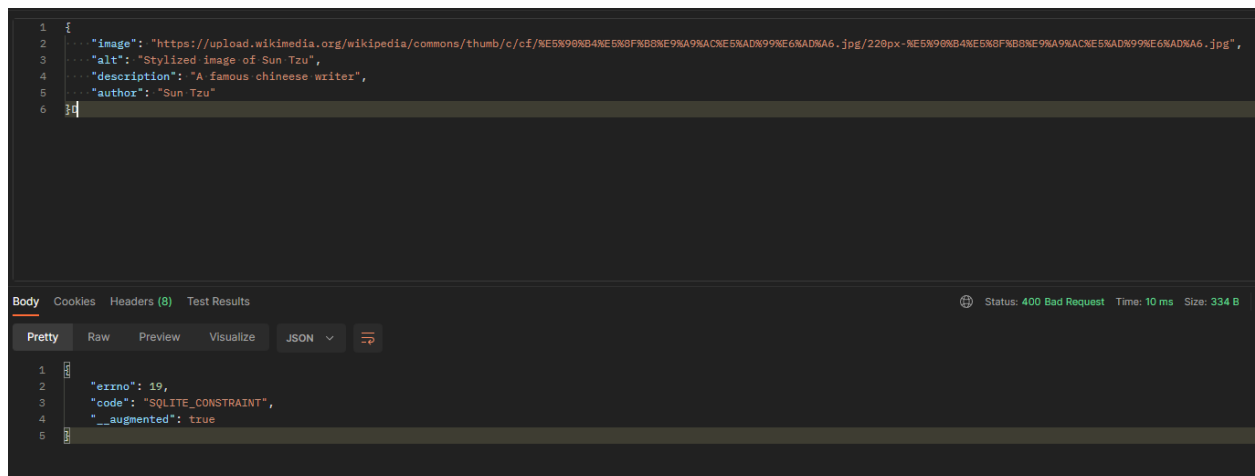 1 {
2 "image": "https://upload.wikimedia.org/wikipedia/commons/thumb/c/cf/%E5%90%B4%E5%8F%B8%E9%A9%AC%E5%AD%99%E6%AD%A6.jpg/220px-%E5%90%B4%E5%8F%B8%E9%A9%AC%E5%AD%99%E6%AD%A6.jpg",
3 "alt": "Stylized image of Sun Tzu",
4 "description": "A famous chineese writer",
5 "author": "Sun Tzu"
6 }D
Body Cookies Headers (8) Test Results Status: 400 Bad Request Time: 10 ms Size: 334 B
Pretty Raw Preview Visualize JSON
1 {
2 "errno": 19,
3 "code": "SQLITE_CONSTRAINT",
4 "__augmented": true
5 }